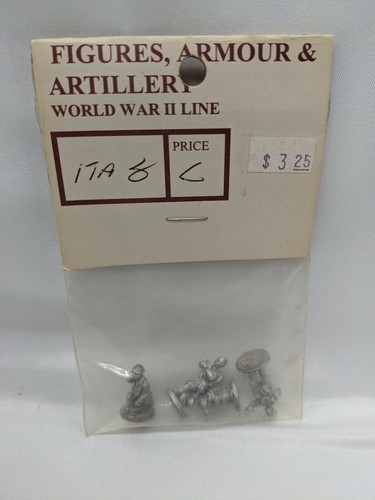 FIGURES, ARMOUR &
ARTILLERY
WORLD WAR II LINE
ITA 8
PRICE
C
$ 3 25